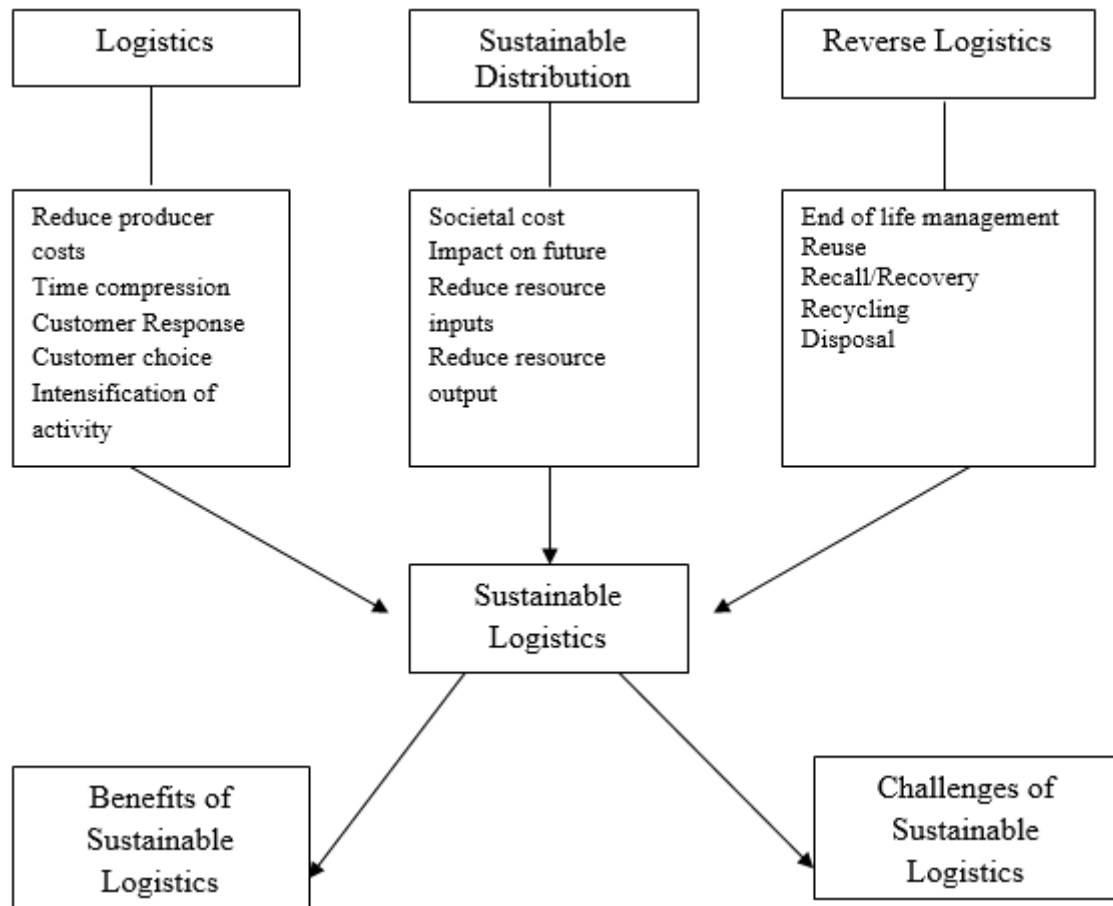 Logistics
Sustainable
Distribution
Reverse Logistics
Reduce producer
costs
Time compression
Customer Response
Customer choice
Intensification of
activity
Societal cost
Impact on future
Reduce resource
inputs
Reduce resource
output
End of life management
Reuse
Recall/Recovery
Recycling
Disposal
Sustainable
Logistics
Benefits of
Sustainable
Logistics
Challenges of
Sustainable
Logistics